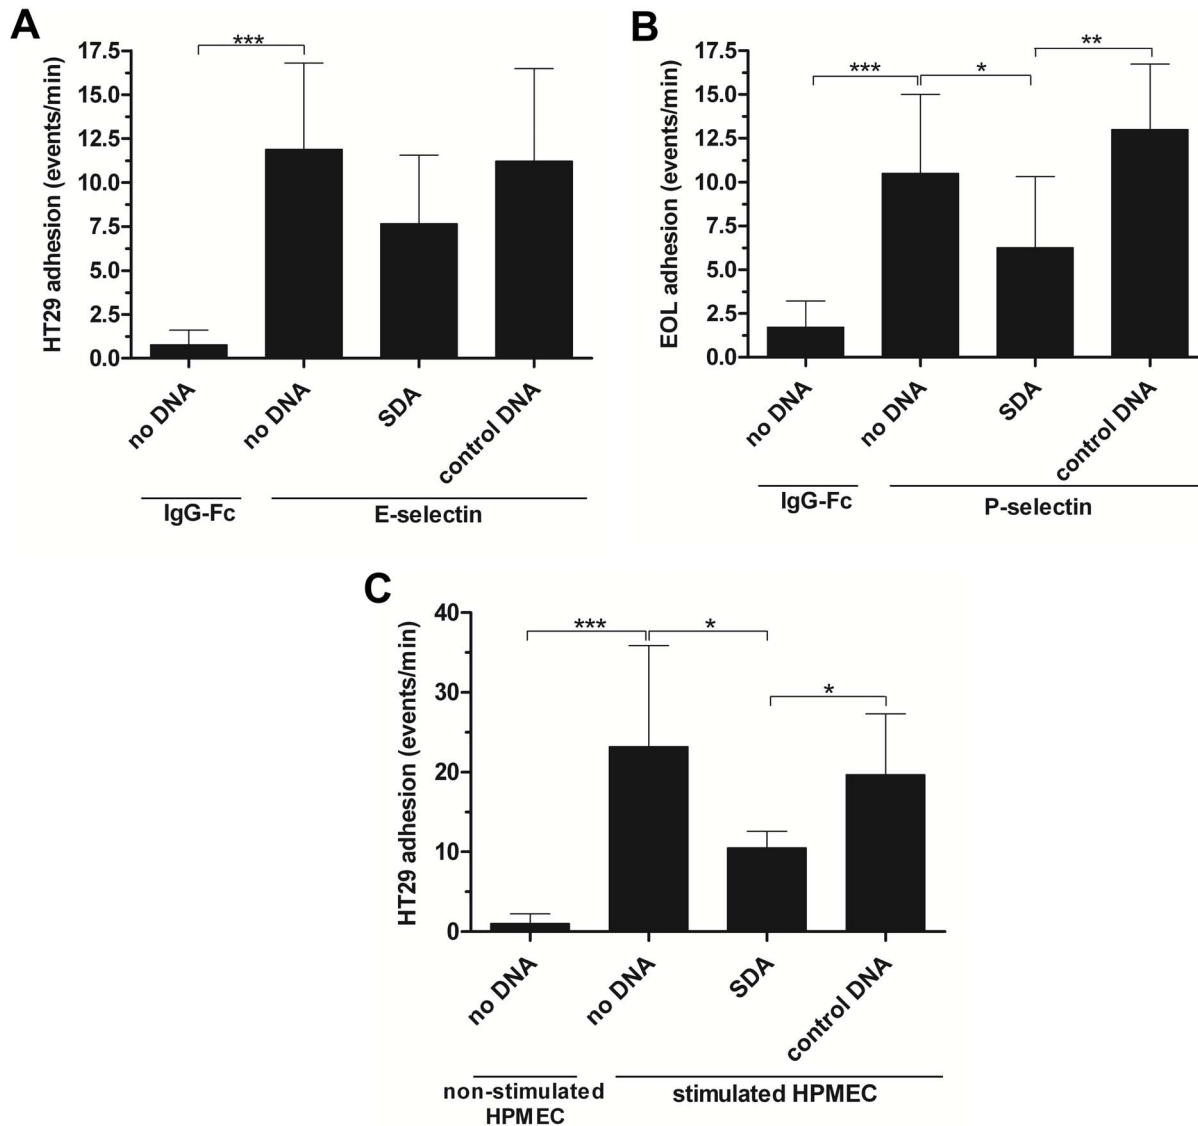 A
HT29 adhesion (events/min)
17.5
15.0
12.5
10.0
7.5
5.0
2.5
0.0
***
no DNA
no DNA
SDA
control DNA
IgG-Fc
E-selectin
B
EOL adhesion (events/min)
17.5
15.0
12.5
10.0
7.5
5.0
2.5
0.0
***
*
**
no DNA
no DNA
SDA
control DNA
IgG-Fc
P-selectin
C
HT29 adhesion (events/min)
40
30
20
10
0
***
*
*
no DNA
no DNA
SDA
control DNA
non-stimulated
HPMEC
stimulated HPMEC